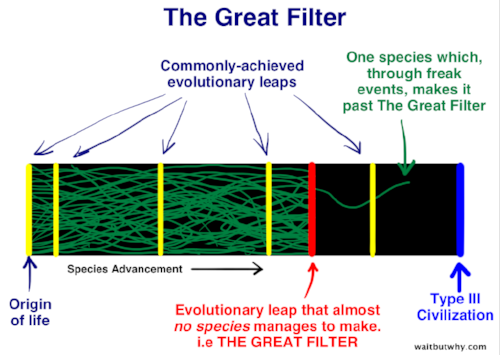 The Great Filter
Commonly-achieved
evolutionary leaps
One species which,
through freak
events, makes it
past The Great Filter
Species Advancement
Origin
of life
Evolutionary leap that almost
no species manages to make.
i.e THE GREAT FILTER
Type III
Civilization
waitbutwhy.com